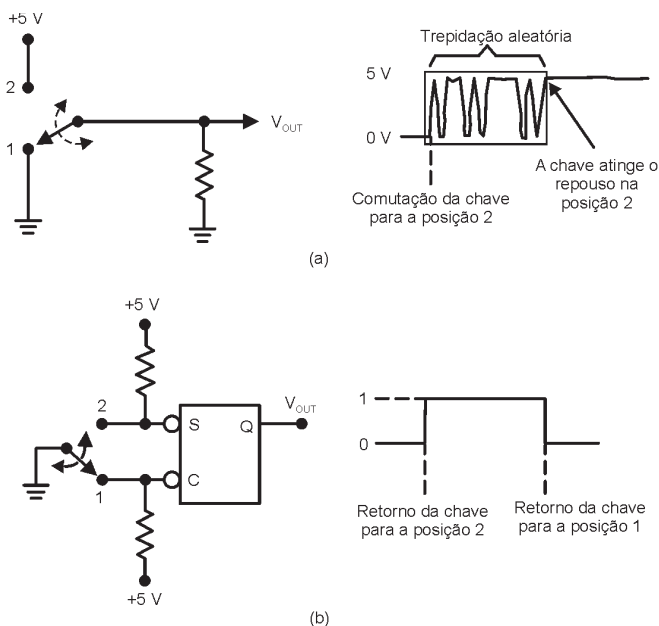 +5 V
2
1
V_OUT
Trepidação aleatória
5 V
0 V
Comutação da chave
para a posição 2
A chave atinge o
repouso na
posição 2
(a)
+5 V
2
1
S
Q
C
V_OUT
+5 V
1
0
Retorno da chave
para a posição 2
Retorno da chave
para a posição 1
(b)